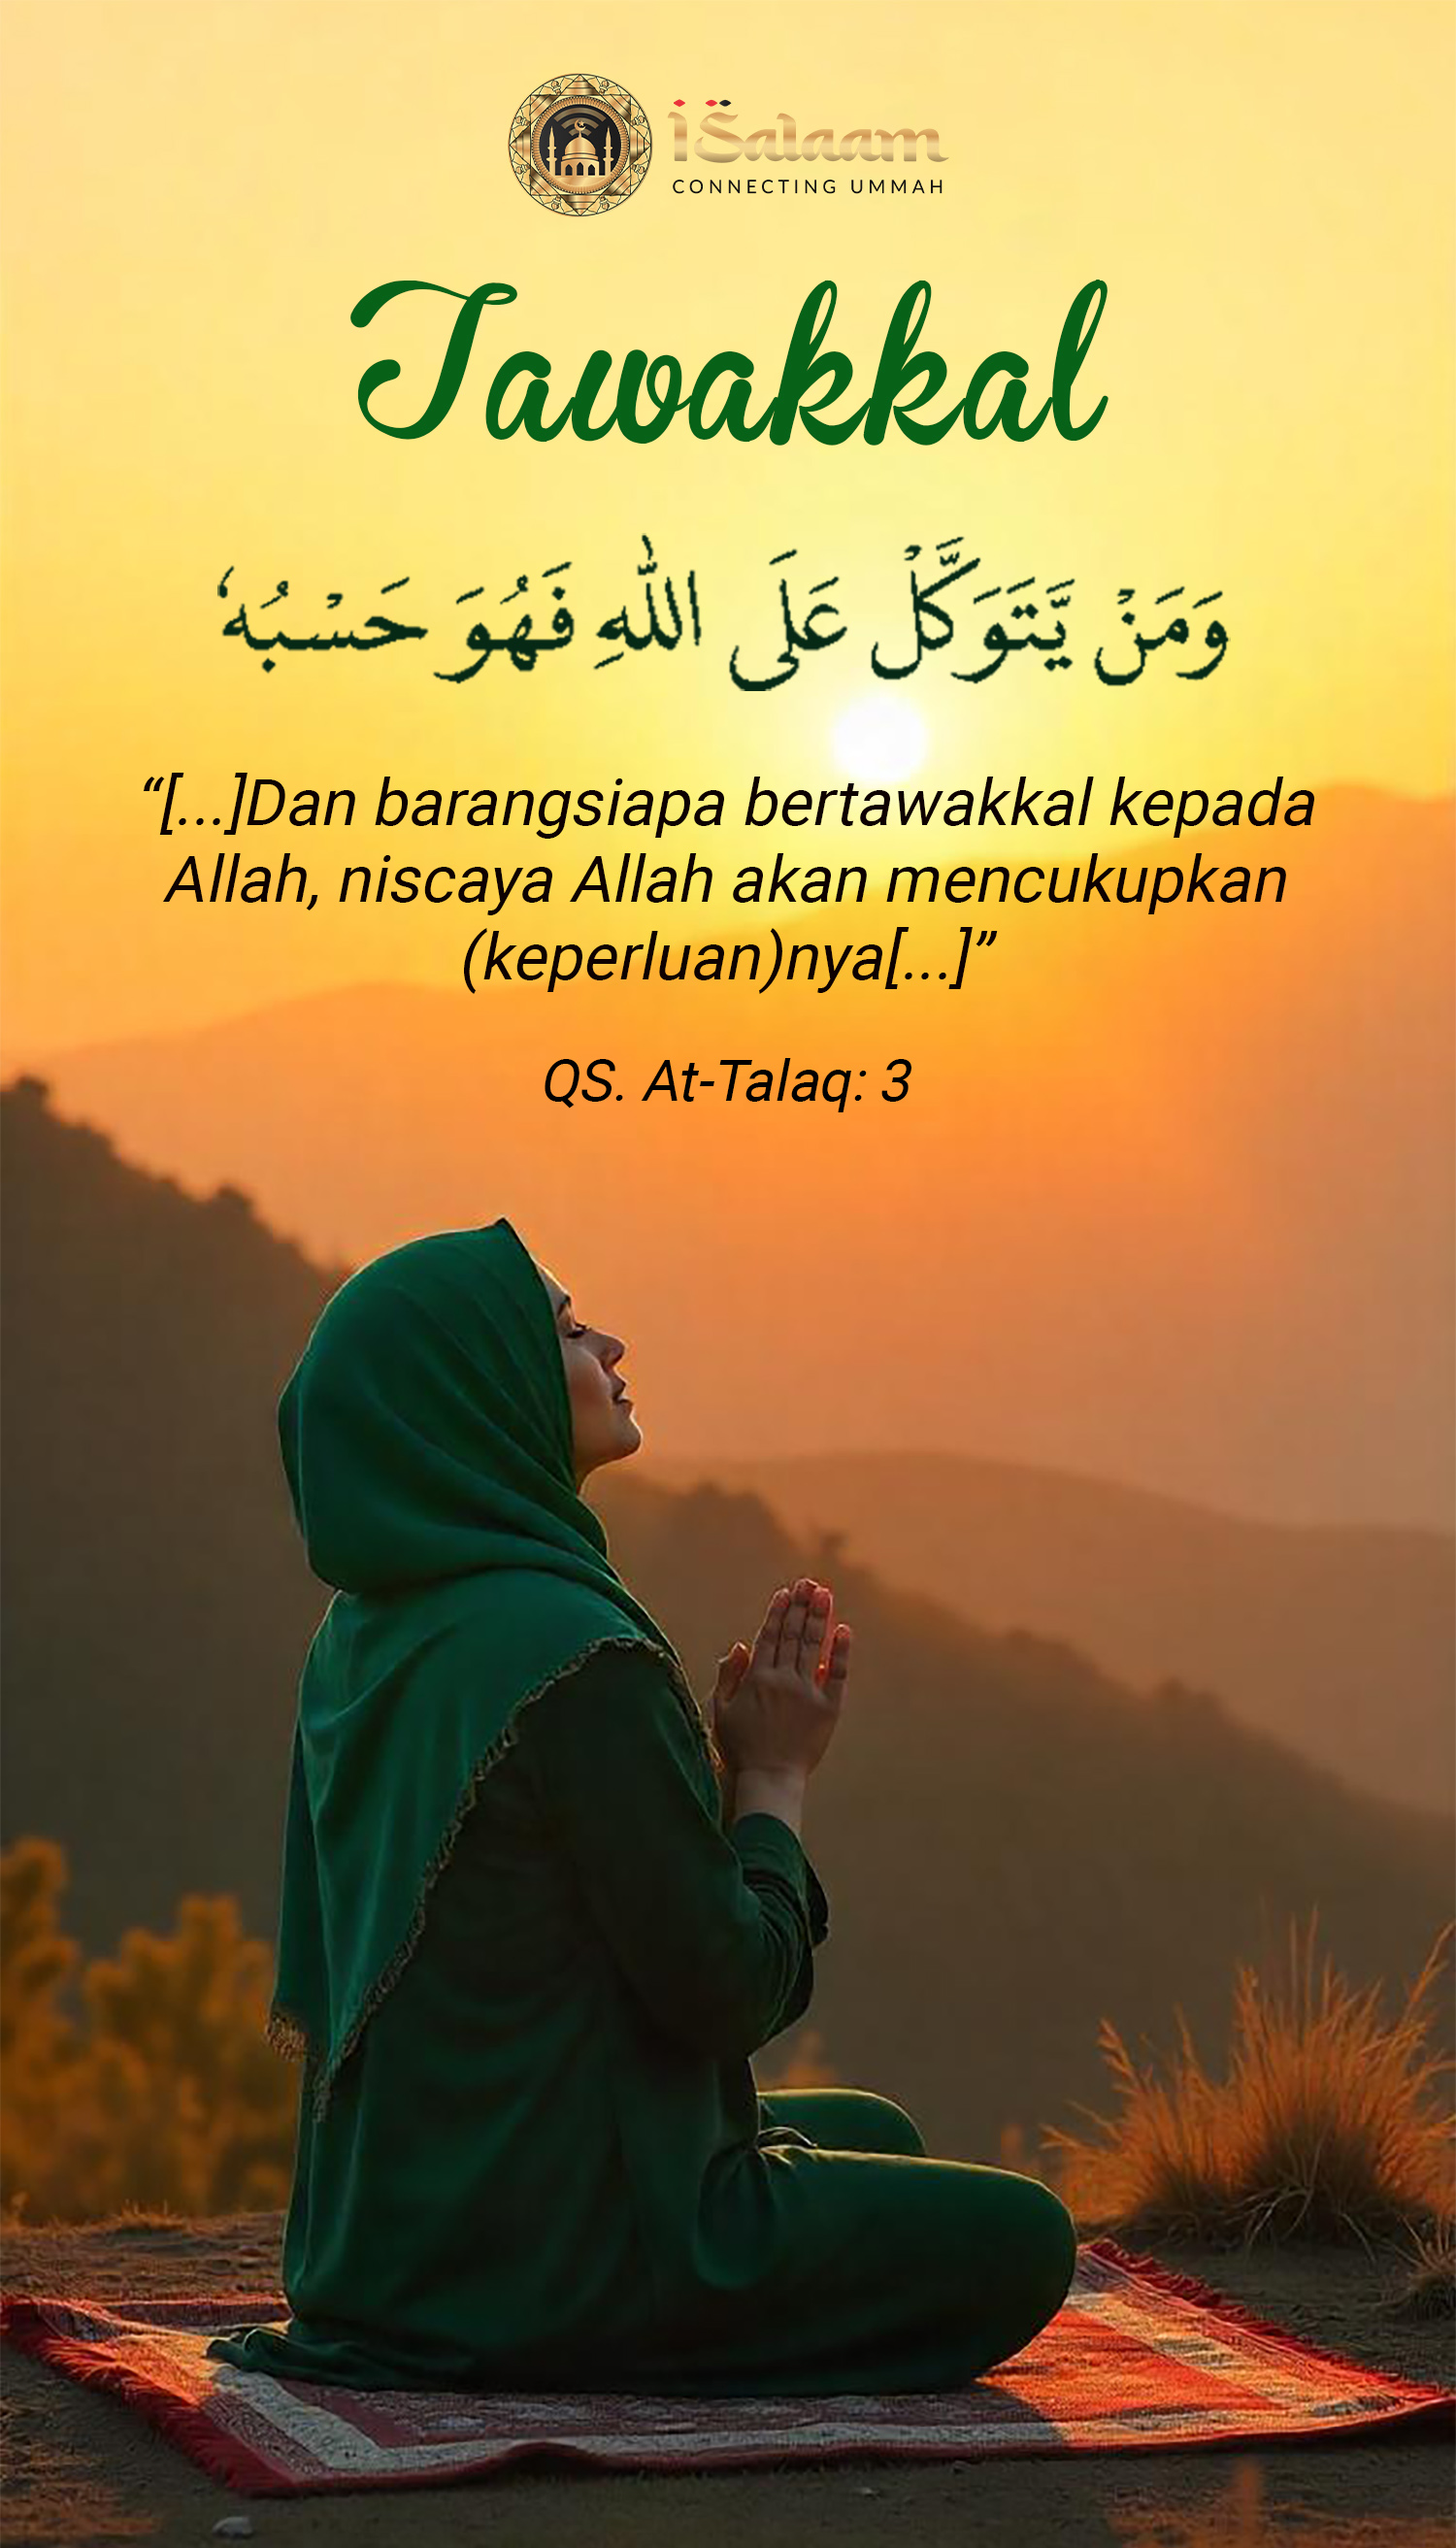 iSalaam
CONNECTING UMMAH
Tawakkal
وَمَنْ يَّتَوَكَّلْ عَلَى اللّٰهِ فَهُوَ حَسْبُهٗ
“[...]Dan barangsiapa bertawakkal kepada
Allah, niscaya Allah akan mencukupkan
(keperluan)nya[...]”
QS. At-Talaq: 3